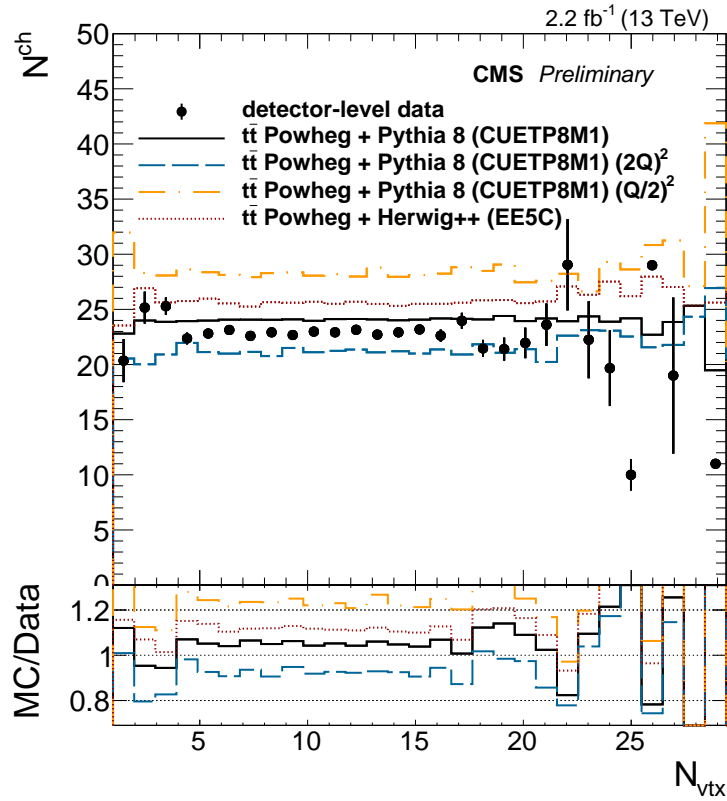 2.2 fb⁻¹ (13 TeV)
N^ch
CMS Preliminary
detector-level data
tt̄ Powheg + Pythia 8 (CUETP8M1)
tt̄ Powheg + Pythia 8 (CUETP8M1) (2Q)²
tt̄ Powheg + Pythia 8 (CUETP8M1) (Q/2)²
tt̄ Powheg + Herwig++ (EE5C)
50
45
40
35
30
25
20
15
10
5
0
MC/Data
1.2
1
0.8
5 10 15 20 25
N_vtx